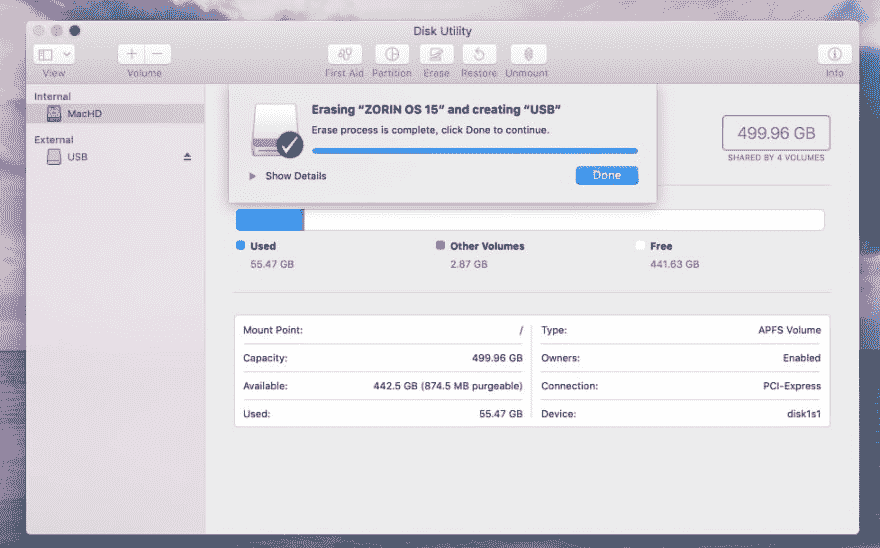 Disk Utility
View
Volume
First Aid Partition Erase Restore Unmount
Info
Internal
MacHD
External
USB
Erasing “ZORIN OS 15” and creating “USB”
Erase process is complete, click Done to continue.
Show Details
Done
499.96 GB
SHARED BY 4 VOLUMES
Used
55.47 GB
Other Volumes
2.87 GB
Free
441.63 GB
Mount Point: /
Capacity: 499.96 GB
Available: 442.5 GB (874.5 MB purgeable)
Used: 55.47 GB
Type: APFS Volume
Owners: Enabled
Connection: PCI-Express
Device: disk1s1